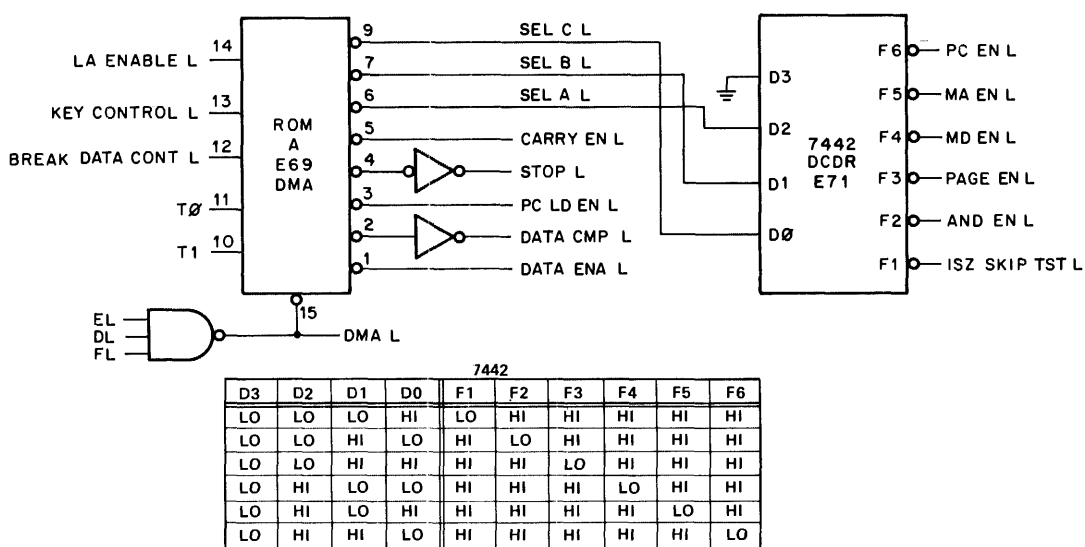 LA ENABLE L 14
KEY CONTROL L 13
BREAK DATA CONT L 12
TØ 11
T1 10
ROM
A
E69
DMA
9 SEL C L
7 SEL B L
6 SEL A L
5 CARRY EN L
4 STOP L
3 PC LD EN L
2 DATA CMP L
1 DATA ENA L
15
EL
DL
FL
DMA L
D3
D2
D1
DØ
7442
DCDR
E71
F6 PC EN L
F5 MA EN L
F4 MD EN L
F3 PAGE EN L
F2 AND EN L
F1 ISZ SKIP TST L
7442
D3 D2 D1 D0 F1 F2 F3 F4 F5 F6
LO LO LO HI LO HI HI HI HI HI
LO LO HI LO HI LO HI HI HI HI
LO LO HI HI HI HI LO HI HI HI
LO HI LO LO HI HI HI LO HI HI
LO HI LO HI HI HI HI HI LO HI
LO HI HI LO HI HI HI HI HI LO